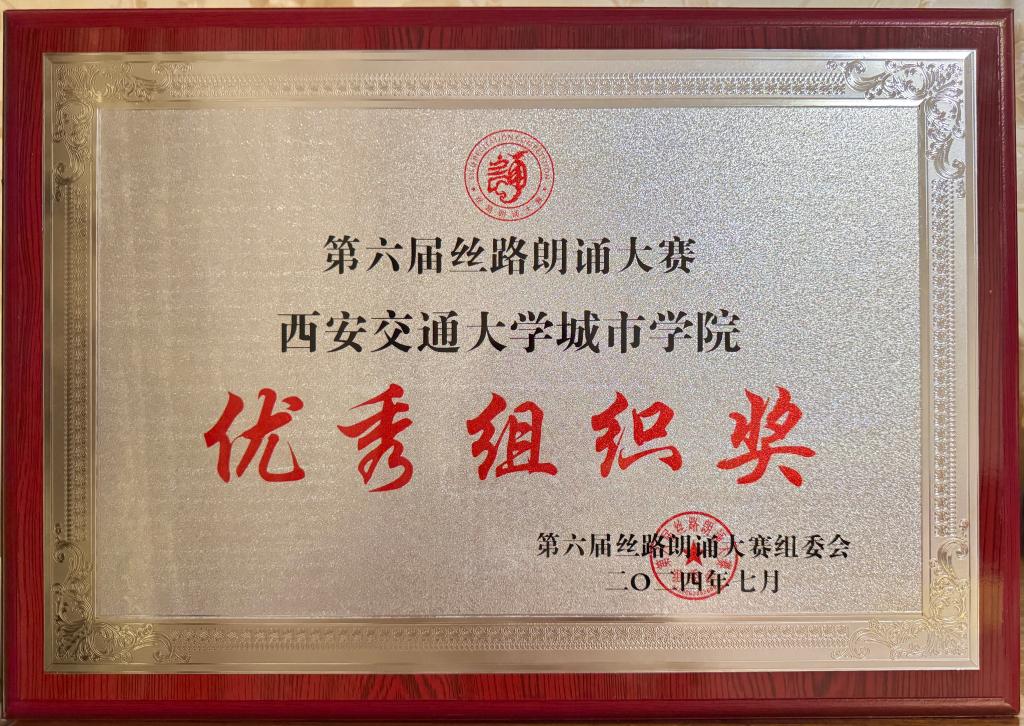 第六届丝路朗诵大赛
西安交通大学城市学院
优秀组织奖
第六届丝路朗诵大赛组委会
二〇二四年七月